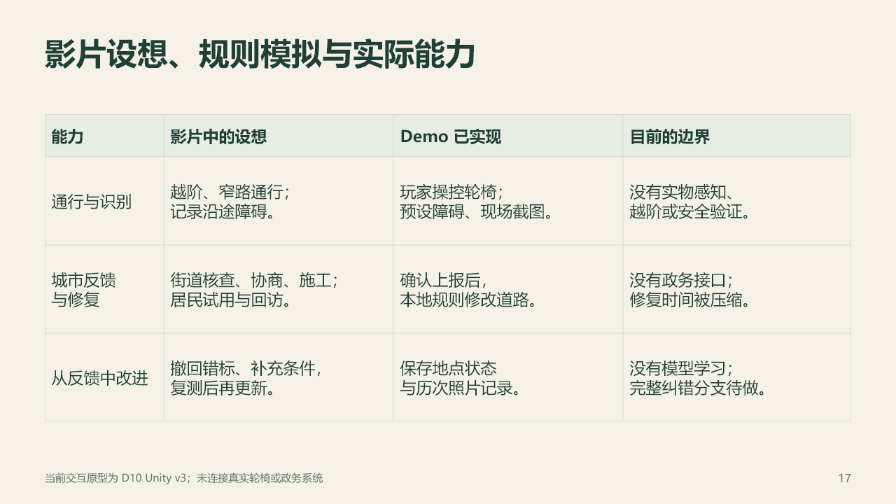 影片设想、规则模拟与实际能力
能力
影片中的设想
Demo 已实现
目前的边界
通行与识别
越阶、窄路通行；
记录沿途障碍。
玩家操控轮椅；
预设障碍、现场截图。
没有实物感知、
越阶或安全验证。
城市反馈
与修复
街道核查、协商、施工；
居民试用与回访。
确认上报后，
本地规则修改道路。
没有政务接口；
修复时间被压缩。
从反馈中改进
撤回错标、补充条件，
复测后再更新。
保存地点状态
与历次照片记录。
没有模型学习；
完整纠错分支待做。
当前交互原型为 D10 Unity v3；未连接真实轮椅或政务系统
17